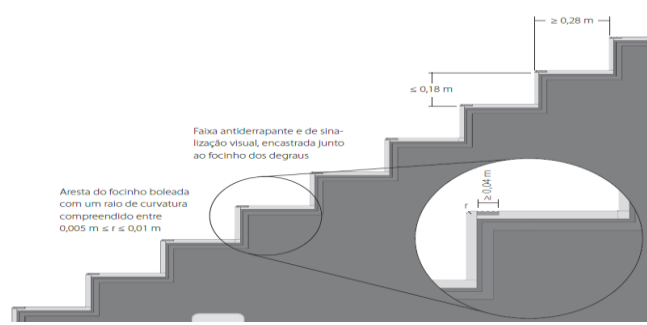 ≥ 0,28 m
≤ 0,18 m
Faixa antiderrapante e de sina-
lização visual, encastrada junto
ao focinho dos degraus
Aresta do focinho boleada
com um raio de curvatura
compreendido entre
0,005 m ≤ r ≤ 0,01 m
≥ 0,04m
r